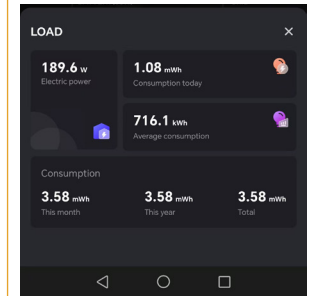 LOAD
189.6 w
Electric power
1.08 mWh
Consumption today
716.1 kWh
Average consumption
Consumption
3.58 mWh
This month
3.58 mWh
This year
3.58 mWh
Total